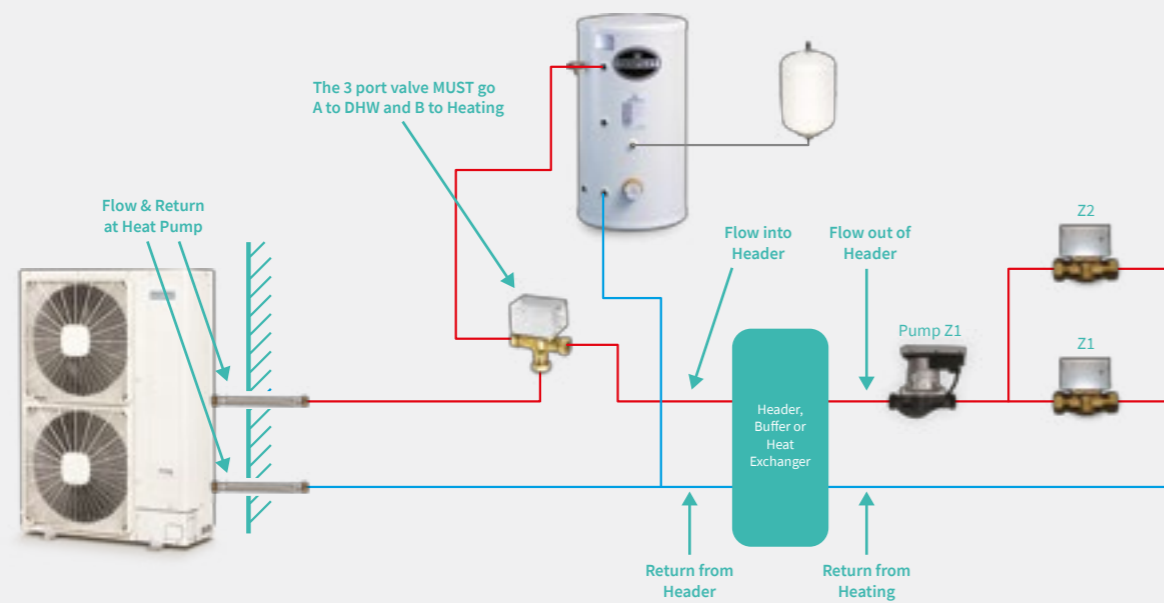 The 3 port valve MUST go
A to DHW and B to Heating
Flow & Return
at Heat Pump
Flow into
Header
Flow out of
Header
Z2
Pump Z1
Z1
Header,
Buffer or
Heat
Exchanger
Return from
Header
Return from
Heating